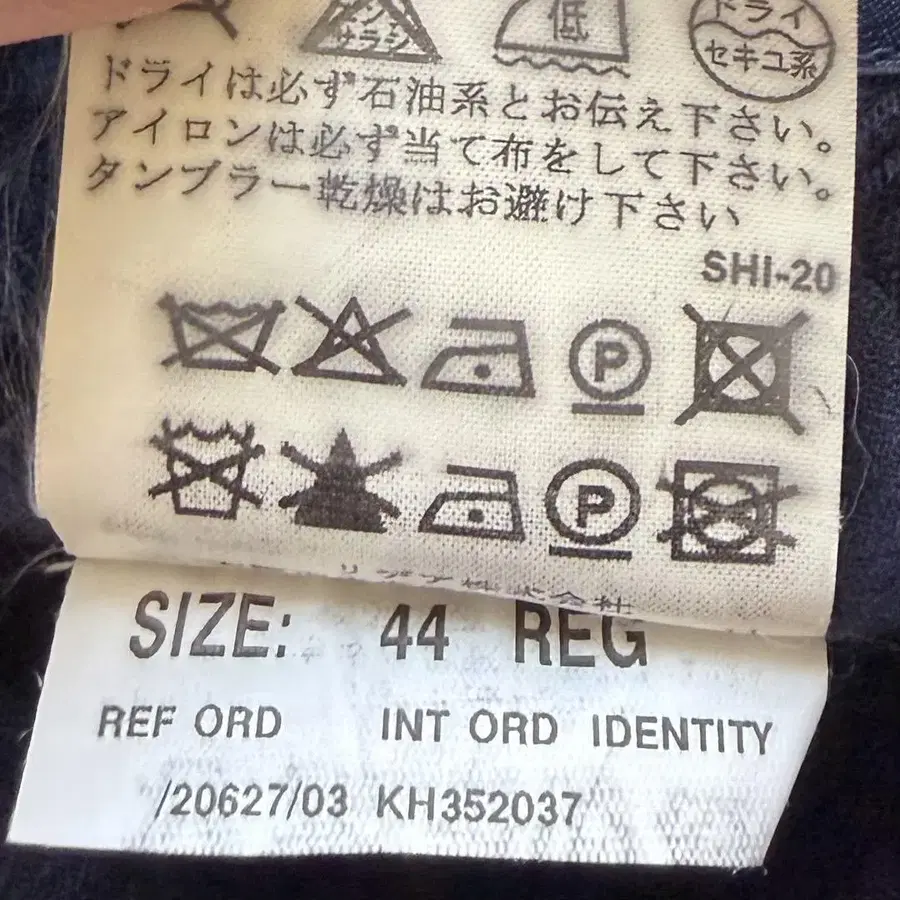 サラシ
低
ドライ
セキユ系
ドライは必ず石油系とお伝え下さい。
アイロンは必ず当て布をして下さい。
タンブラー乾燥はお避け下さい
SHI-20
P
P
SIZE: 44 REG
REF ORD INT ORD IDENTITY
/20627/03 KH352037